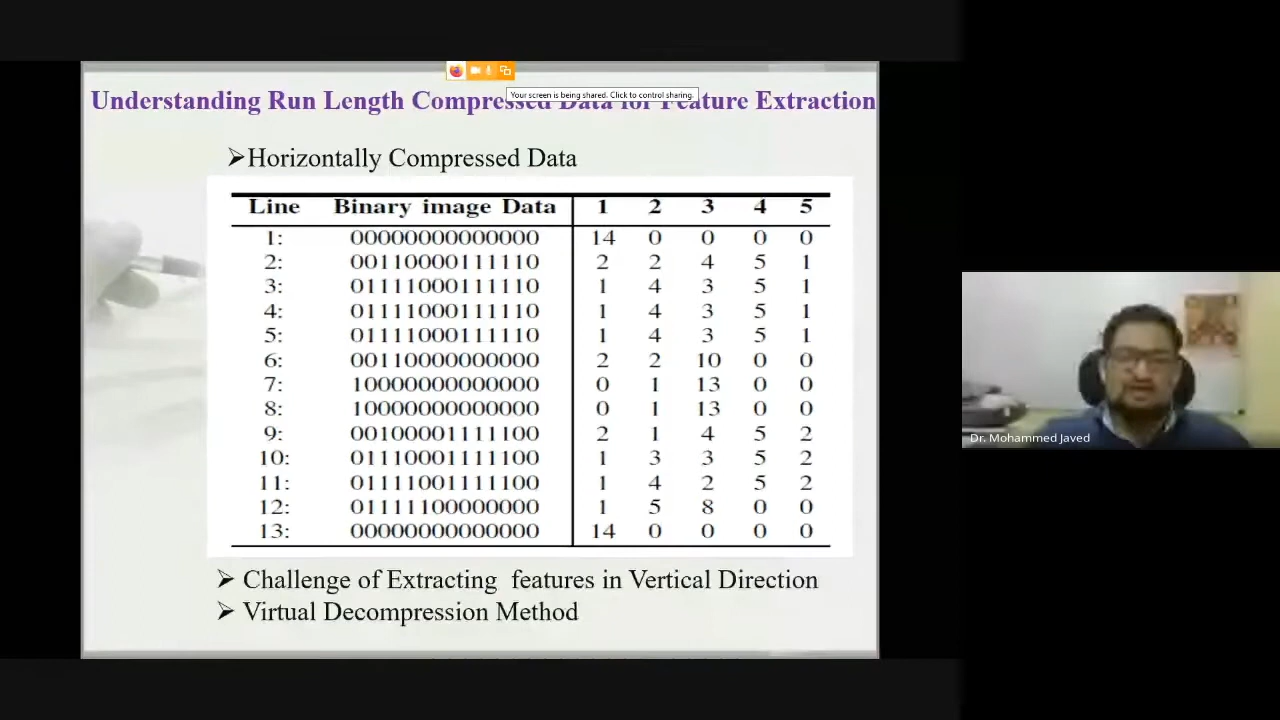 Your screen is being shared. Click to control sharing.
Understanding Run Length Compressed Data for Feature Extraction
➢Horizontally Compressed Data
Line Binary image Data 1 2 3 4 5
1: 00000000000000 14 0 0 0 0
2: 00110000111110 2 2 4 5 1
3: 01111000111110 1 4 3 5 1
4: 01111000111110 1 4 3 5 1
5: 01111000111110 1 4 3 5 1
6: 00110000000000 2 2 10 0 0
7: 10000000000000 0 1 13 0 0
8: 10000000000000 0 1 13 0 0
9: 00100001111100 2 1 4 5 2
10: 01110001111100 1 3 3 5 2
11: 01111001111100 1 4 2 5 2
12: 01111100000000 1 5 8 0 0
13: 00000000000000 14 0 0 0 0
➢ Challenge of Extracting features in Vertical Direction
➢ Virtual Decompression Method
Dr. Mohammed Javed